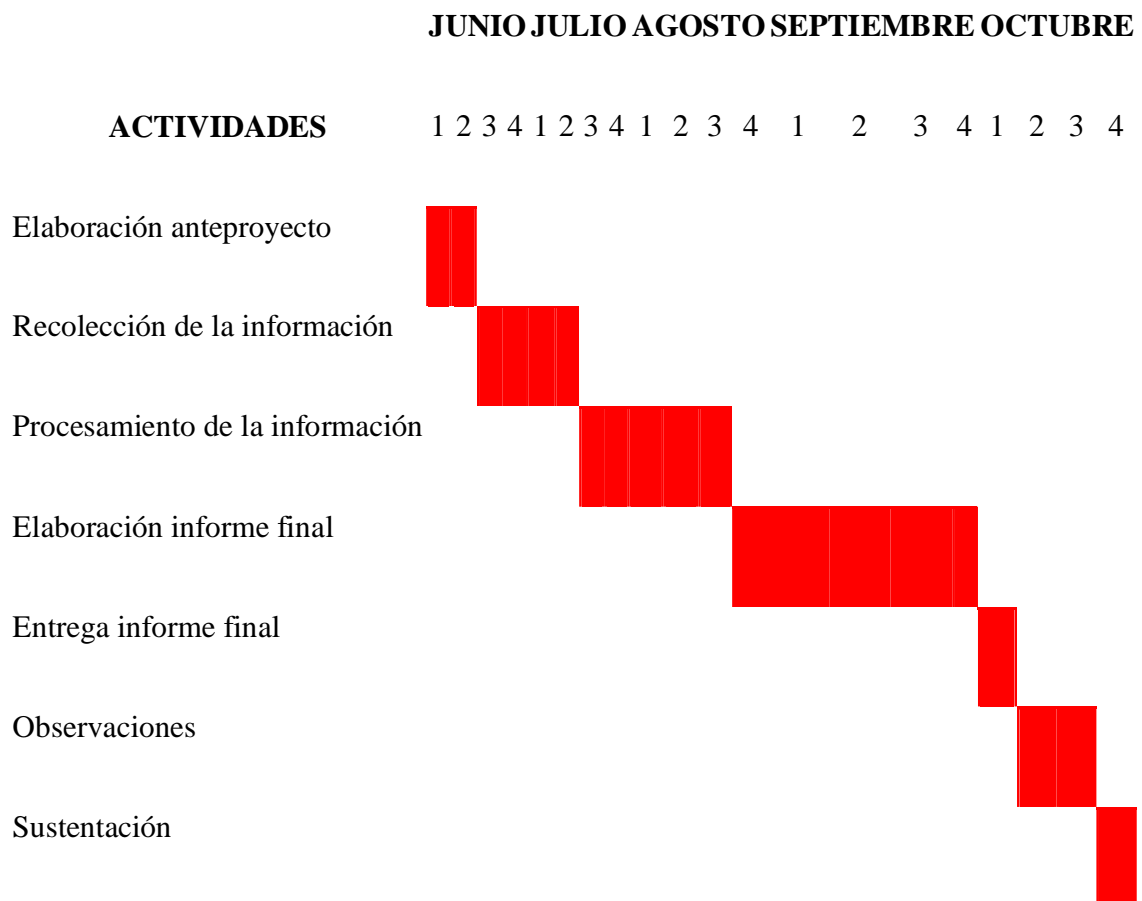 JUNIO JULIO AGOSTO SEPTIEMBRE OCTUBRE
ACTIVIDADES 1 2 3 4 1 2 3 4 1 2 3 4 1 2 3 4 1 2 3 4
Elaboración anteproyecto
Recolección de la información
Procesamiento de la información
Elaboración informe final
Entrega informe final
Observaciones
Sustentación